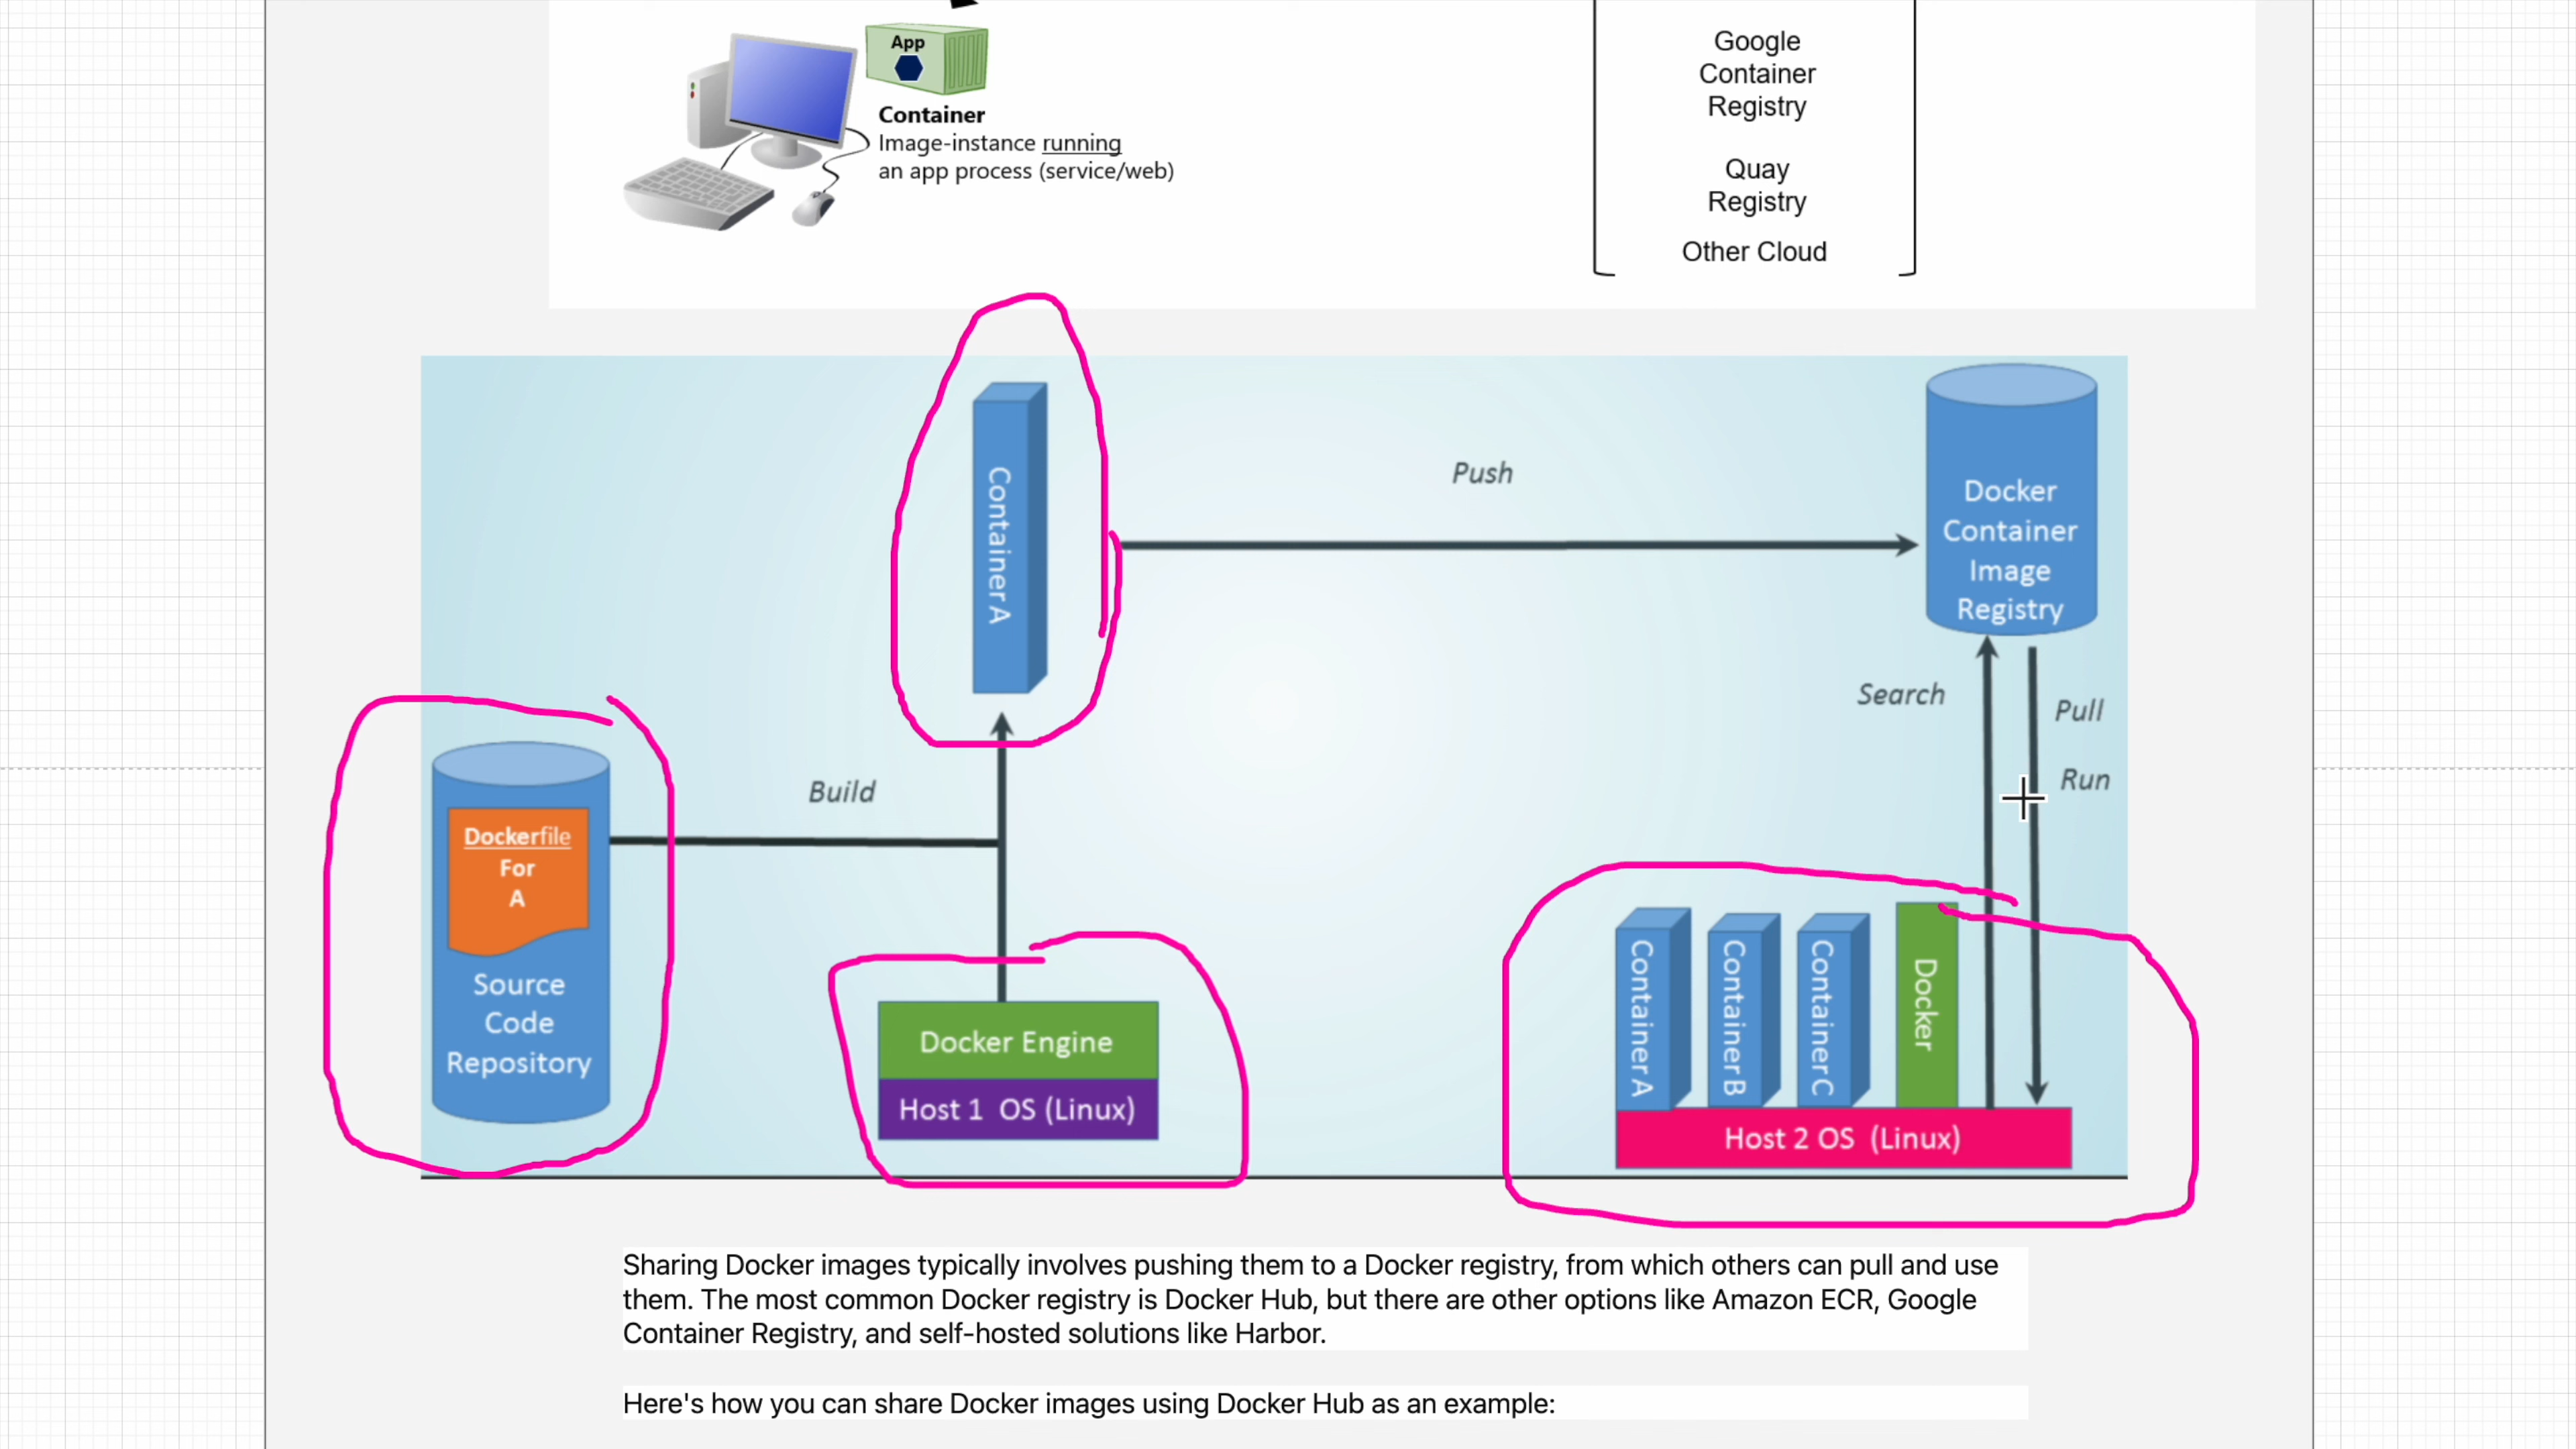 App
Container
Image-instance running
an app process (service/web)
Google
Container
Registry
Quay
Registry
Other Cloud
Container A
Push
Docker
Container
Image
Registry
Search
Pull
Run
Build
Dockerfile
For
A
Source
Code
Repository
Docker Engine
Host 1 OS (Linux)
Container A
Container B
Container C
Docker
Host 2 OS (Linux)
Sharing Docker images typically involves pushing them to a Docker registry, from which others can pull and use
them. The most common Docker registry is Docker Hub, but there are other options like Amazon ECR, Google
Container Registry, and self-hosted solutions like Harbor.
Here's how you can share Docker images using Docker Hub as an example: